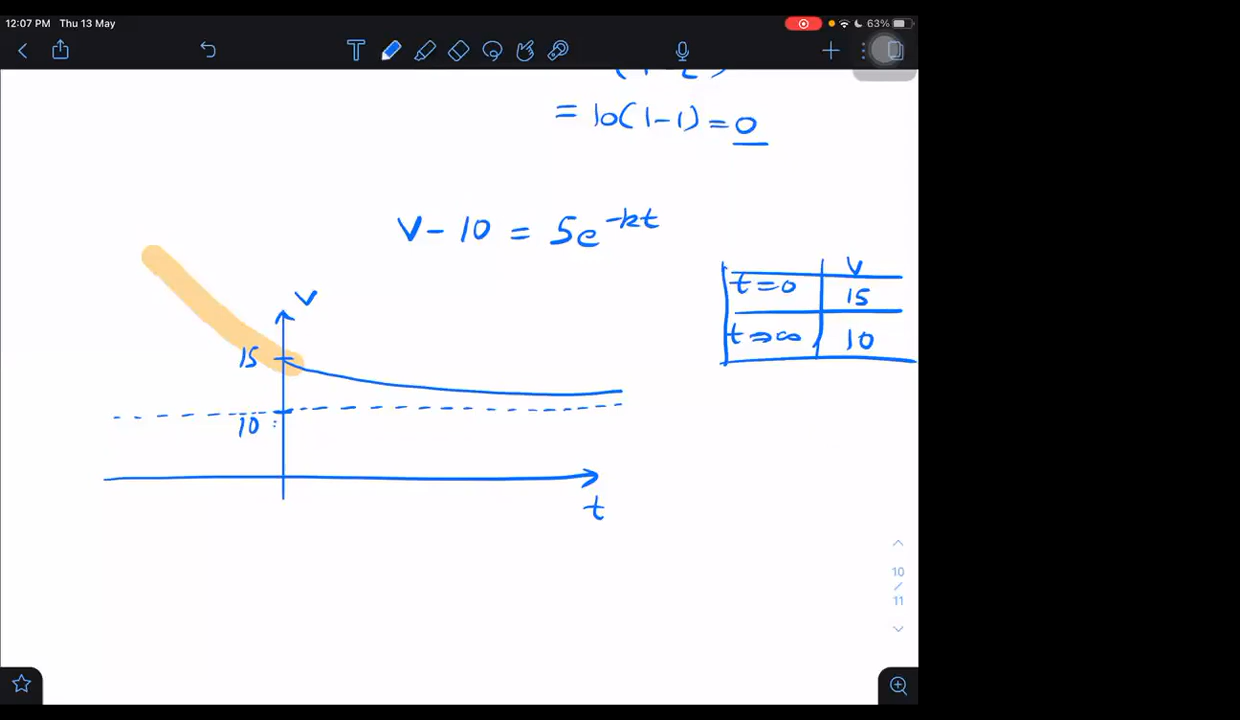 12:07 PM Thu 13 May 63%
T
= 10(1-1) = 0
V - 10 = 5e^{-kt}
V
t=0 15
t⇒∞ 10
V
15
10
t
10
/
11